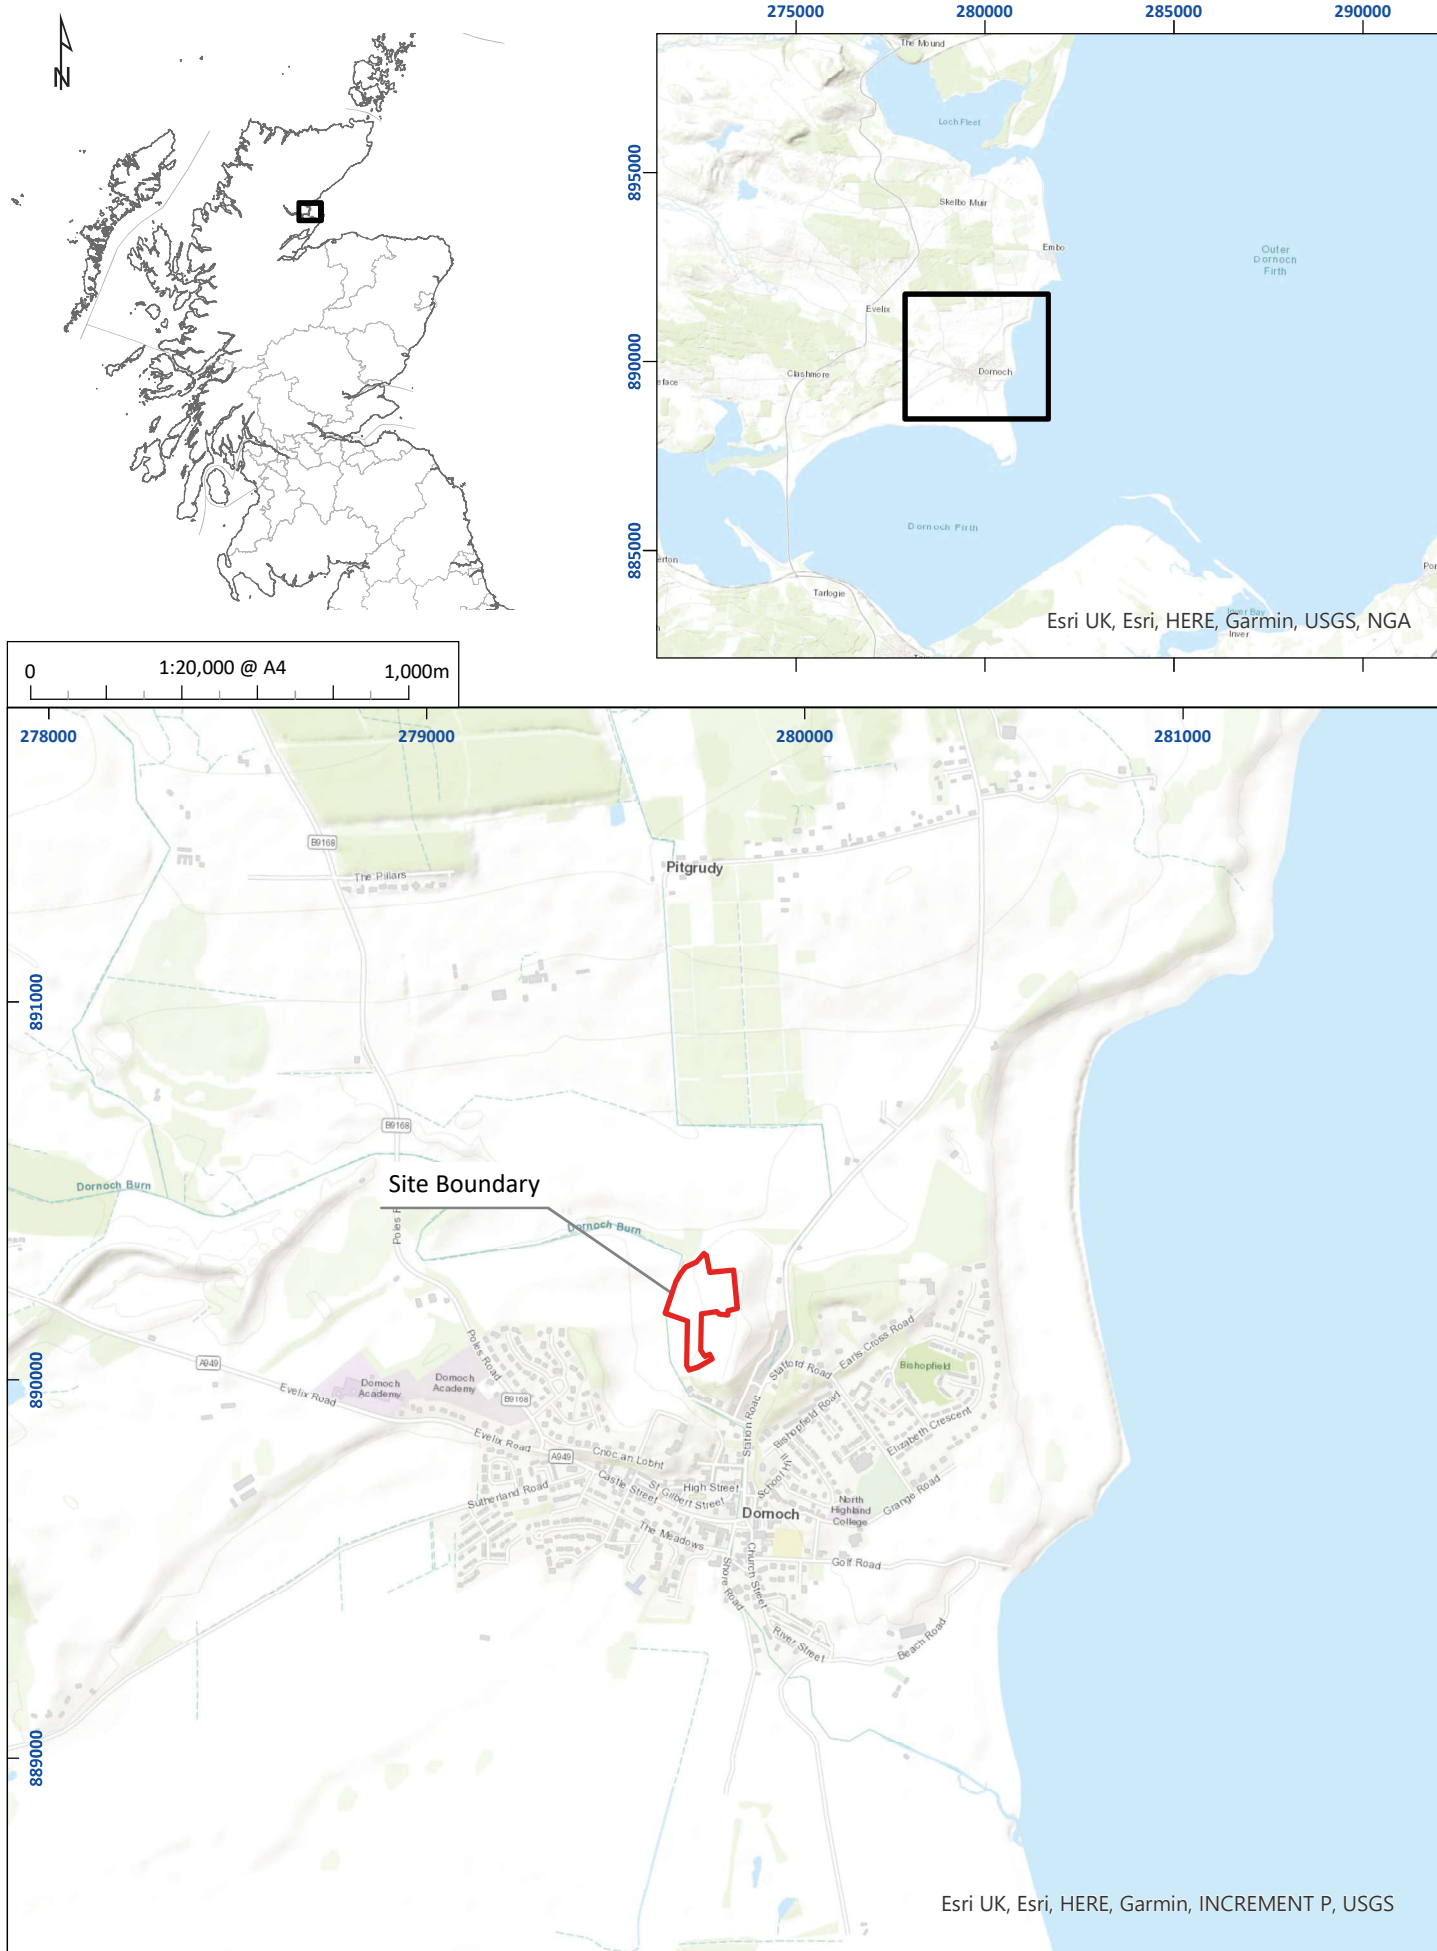 N
275000
280000
285000
290000
895000
890000
885000
The Mound
Loch Fleet
Skelbo Muir
Embo
Outer
Dornoch
Firth
Evelix
Clashmore
Dornoch
Dornoch Firth
Tarlogie
Inver Bay
Inver
Esri UK, Esri, HERE, Garmin, USGS, NGA
0
1:20,000 @ A4
1,000m
278000
279000
280000
281000
891000
890000
889000
B9168
The Pillars
Pitgrudy
B9168
Dornoch Burn
Site Boundary
Dornoch Burn
Poles Road
A949
Evelix Road
Dornoch
Academy
Dornoch
Academy
B9168
Stafford Road
Earls Cross Road
Bishopfield
Station Road
Bishopfield Road
Elizabeth Crescent
Evelix Road
A949
Cnoc an Lobht
Castle Street
St Gilbert Street
High Street
School Hill
Sutherland Road
North
Highland
College
Grange Road
Dornoch
The Meadows
Shore Road
Church Street
Golf Road
River Street
Beach Road
Esri UK, Esri, HERE, Garmin, INCREMENT P, USGS